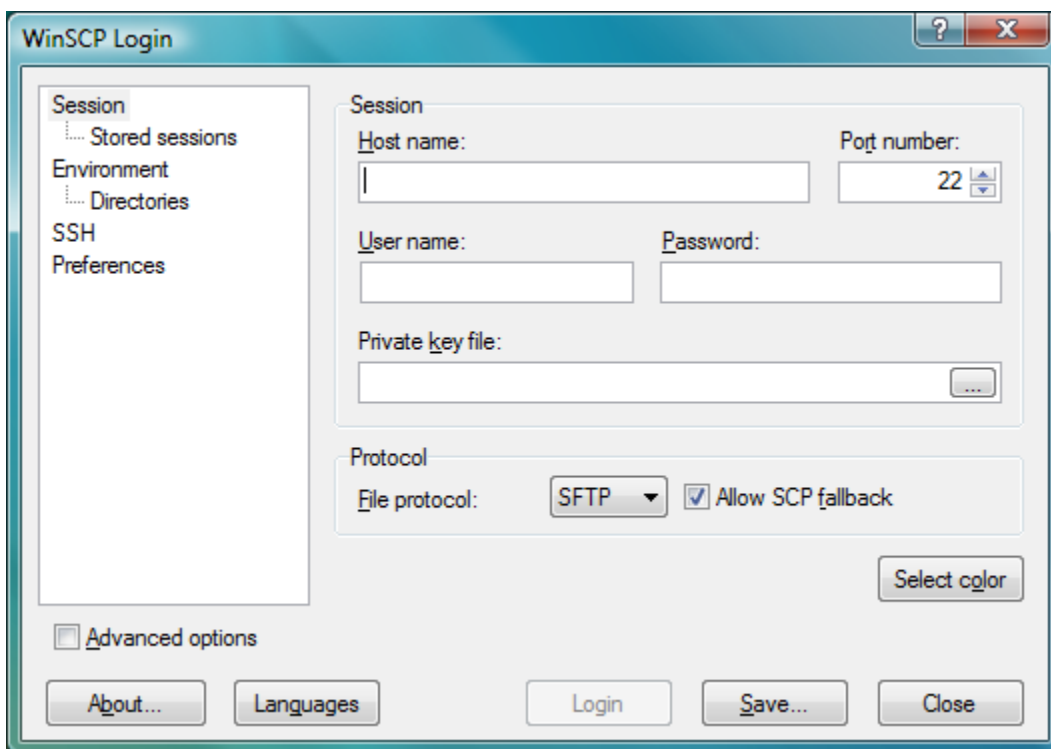 WinSCP Login
Session
Stored sessions
Environment
Directories
SSH
Preferences
Advanced options
Session
Host name:
Port number:
22
User name:
Password:
Private key file:
...
Protocol
File protocol:
SFTP
Allow SCP fallback
Select color
About...
Languages
Login
Save...
Close